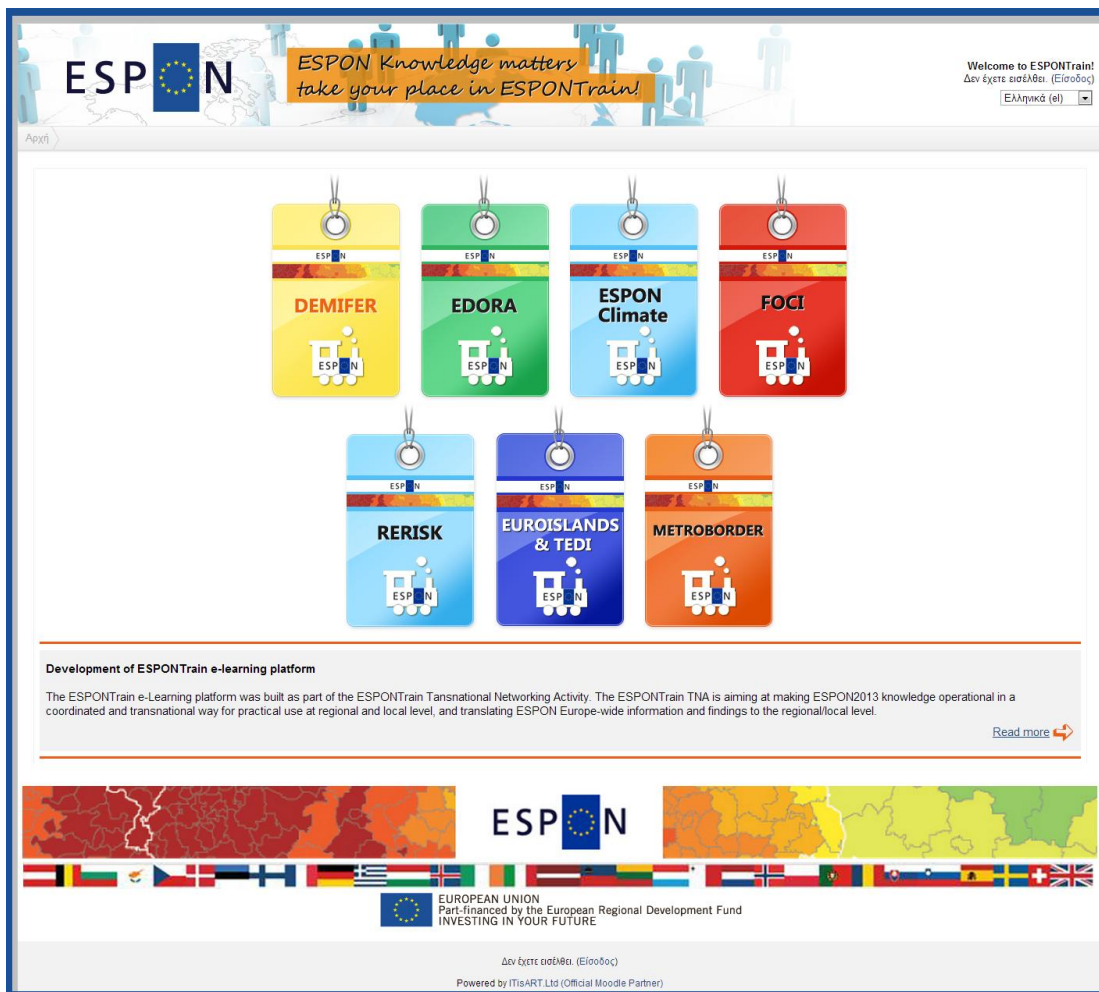 ESPON
ESPON Knowledge matters
take your place in ESPONTrain!
Welcome to ESPONTrain!
Δεν έχετε εισέλθει. (Είσοδος)
Ελληνικά (el)
Αρχή
ESPON
DEMIFER
ESPON
ESPON
EDORA
ESPON
ESPON
ESPON
Climate
ESPON
ESPON
FOCI
ESPON
ESPON
RERISK
ESPON
ESPON
EUROISLANDS
& TEDI
ESPON
ESPON
METROBORDER
ESPON
Development of ESPONTrain e-learning platform
The ESPONTrain e-Learning platform was built as part of the ESPONTrain Tansnational Networking Activity. The ESPONTrain TNA is aiming at making ESPON2013 knowledge operational in a
coordinated and transnational way for practical use at regional and local level, and translating ESPON Europe-wide information and findings to the regional/local level.
Read more
ESPON
EUROPEAN UNION
Part-financed by the European Regional Development Fund
INVESTING IN YOUR FUTURE
Δεν έχετε εισέλθει. (Είσοδος)
Powered by ITisART.Ltd (Official Moodle Partner)